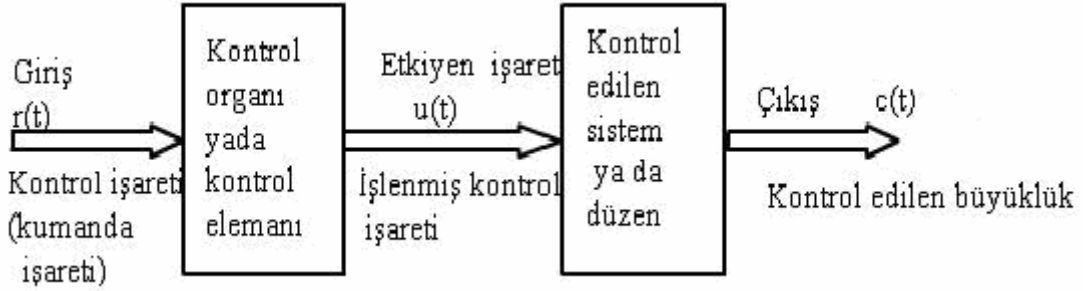 Giriş
r(t)
Kontrol işareti
(kumanda
işareti)
Kontrol
organı
yada
kontrol
elemanı
Etkiyen işaret
u(t)
İşlenmiş kontrol
işareti
Kontrol
edilen
sistem
ya da
düzen
Çıkış c(t)
Kontrol edilen büyüklük